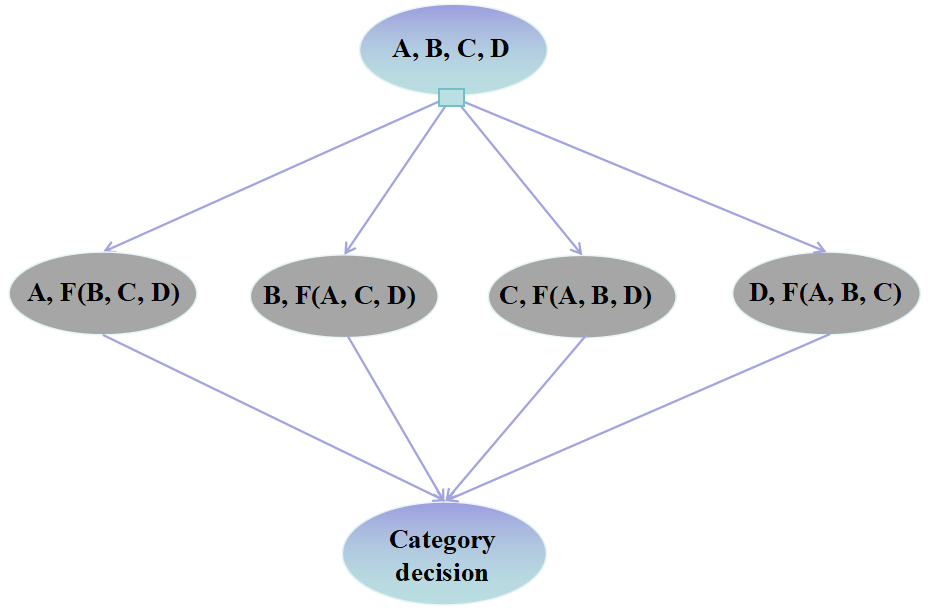 A, B, C, D
A, F(B, C, D)
B, F(A, C, D)
C, F(A, B, D)
D, F(A, B, C)
Category
decision